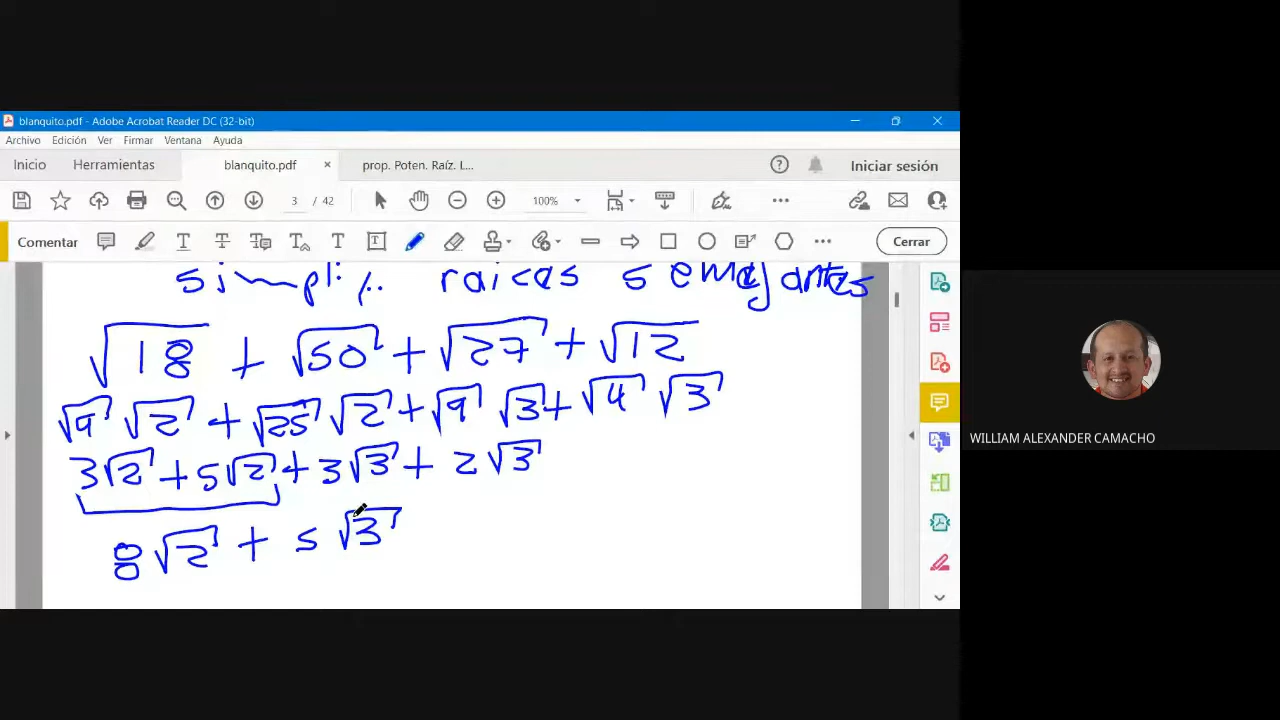 blanquito.pdf - Adobe Acrobat Reader DC (32-bit)
Archivo Edición Ver Firmar Ventana Ayuda
Inicio Herramientas blanquito.pdf × prop. Poten. Raíz. L... Iniciar sesión
3 / 42 100%
Comentar Cerrar
simplif. raices semejantes
√18 + √50 + √27 + √12
√9 √2 + √25 √2 + √9 √3 + √4 √3
3√2 + 5√2 + 3√3 + 2√3
8√2 + 5√3
WILLIAM ALEXANDER CAMACHO